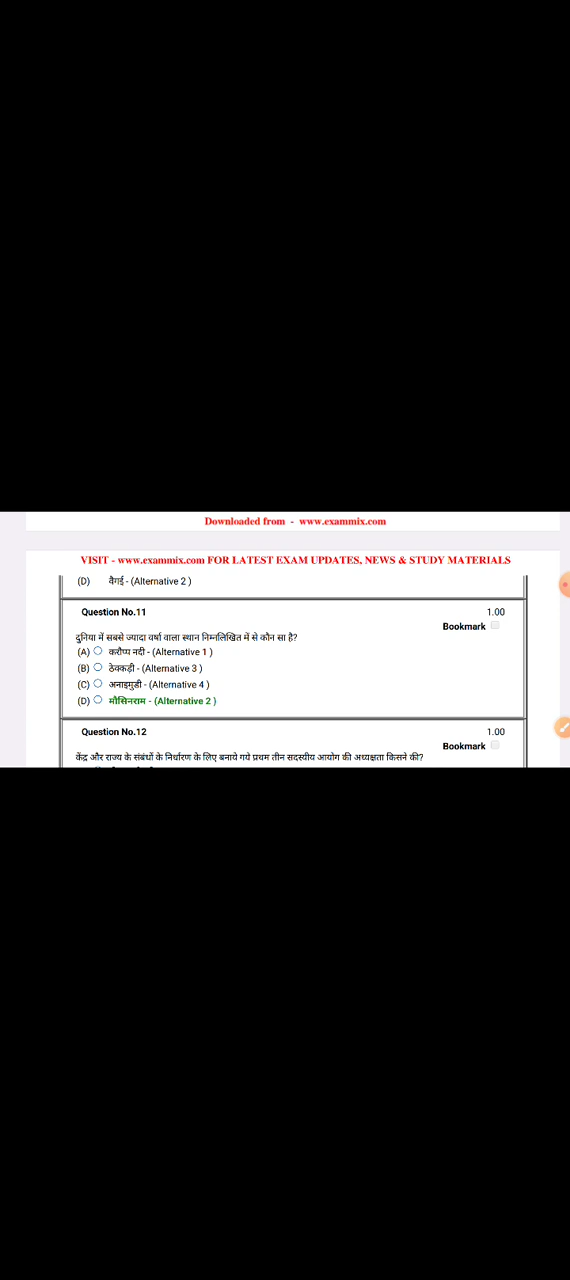 Downloaded from - www.exammix.com
VISIT - www.exammix.com FOR LATEST EXAM UPDATES, NEWS & STUDY MATERIALS
(D) वैगई - (Alternative 2 )
Question No.11 1.00
Bookmark
दुनिया में सबसे ज्यादा वर्षा वाला स्थान निम्नलिखित में से कौन सा है?
(A) करौप्प नदी - (Alternative 1 )
(B) ठेक्कड़ी - (Alternative 3 )
(C) अनाइमुडी - (Alternative 4 )
(D) मौसिनराम - (Alternative 2 )
Question No.12 1.00
Bookmark
केंद्र और राज्य के संबंधों के निर्धारण के लिए बनाये गये प्रथम तीन सदस्यीय आयोग की अध्यक्षता किसने की?